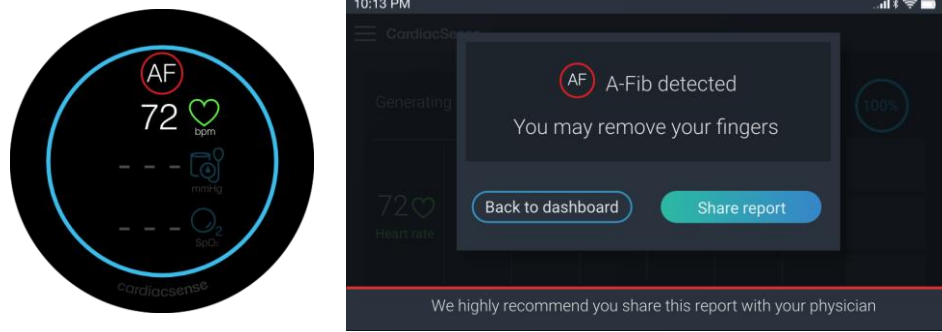 AF
72
bpm
- - -
mmHg
- - -
SpO₂
cardiacsense
10:13 PM
CardiacSense
Generating
100%
AF A-Fib detected
You may remove your fingers
72
Heart rate
Back to dashboard
Share report
We highly recommend you share this report with your physician